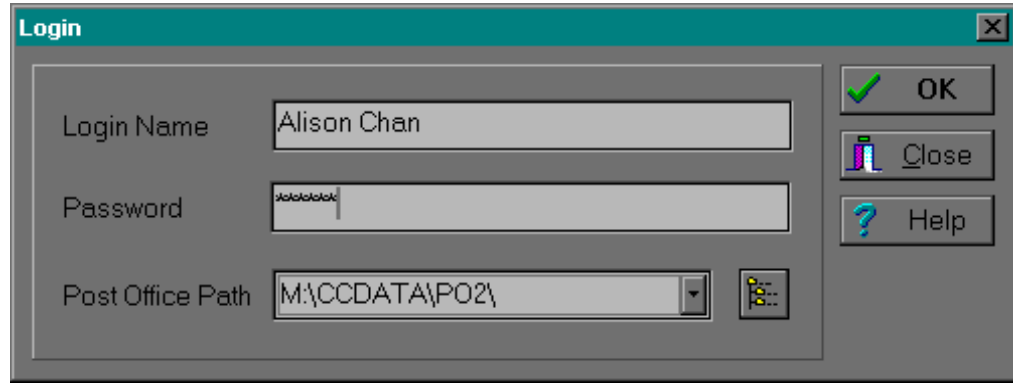 Login
Login Name
Alison Chan
OK
Close
Password
*******
Help
Post Office Path
M:\CCDATA\PO2\